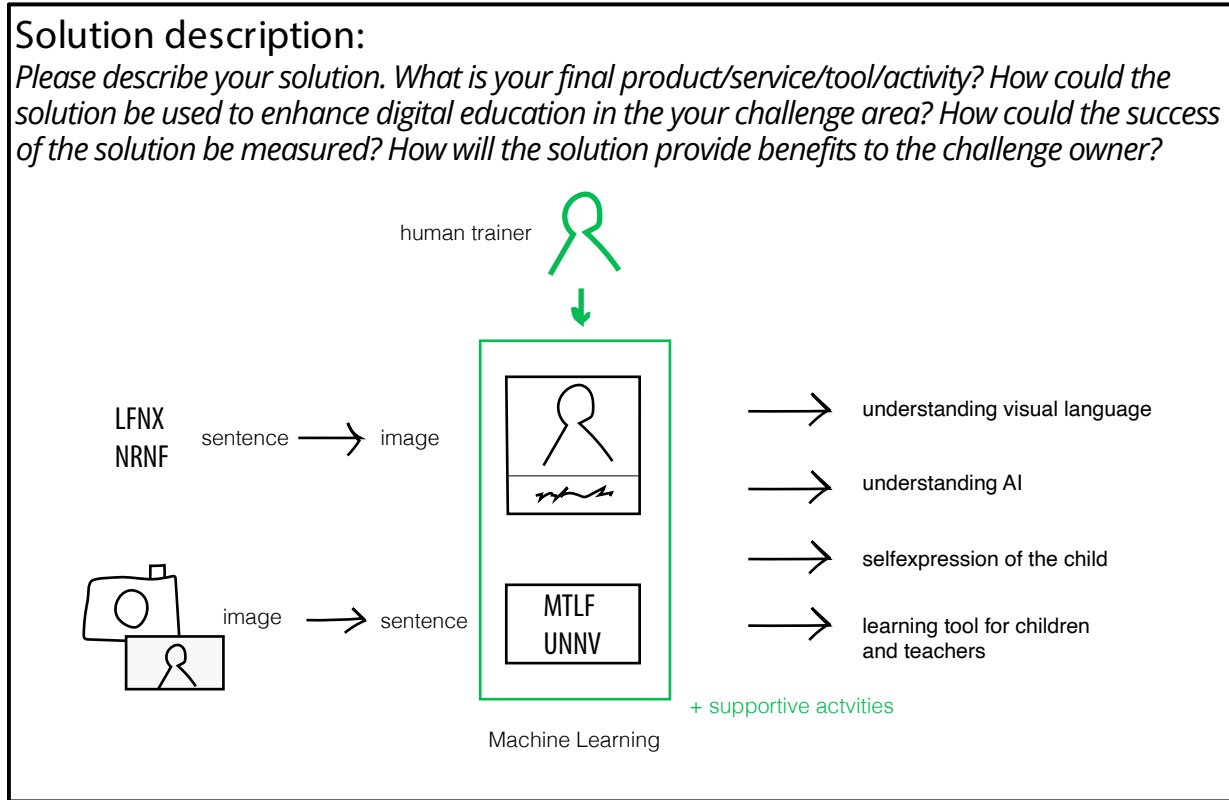 Solution description:
Please describe your solution. What is your final product/service/tool/activity? How could the
solution be used to enhance digital education in the your challenge area? How could the success
of the solution be measured? How will the solution provide benefits to the challenge owner?
human trainer
LFNX
NRNF
sentence
image
understanding visual language
understanding AI
selfexpression of the child
image
sentence
MTLF
UNNV
learning tool for children
and teachers
+ supportive actvities
Machine Learning